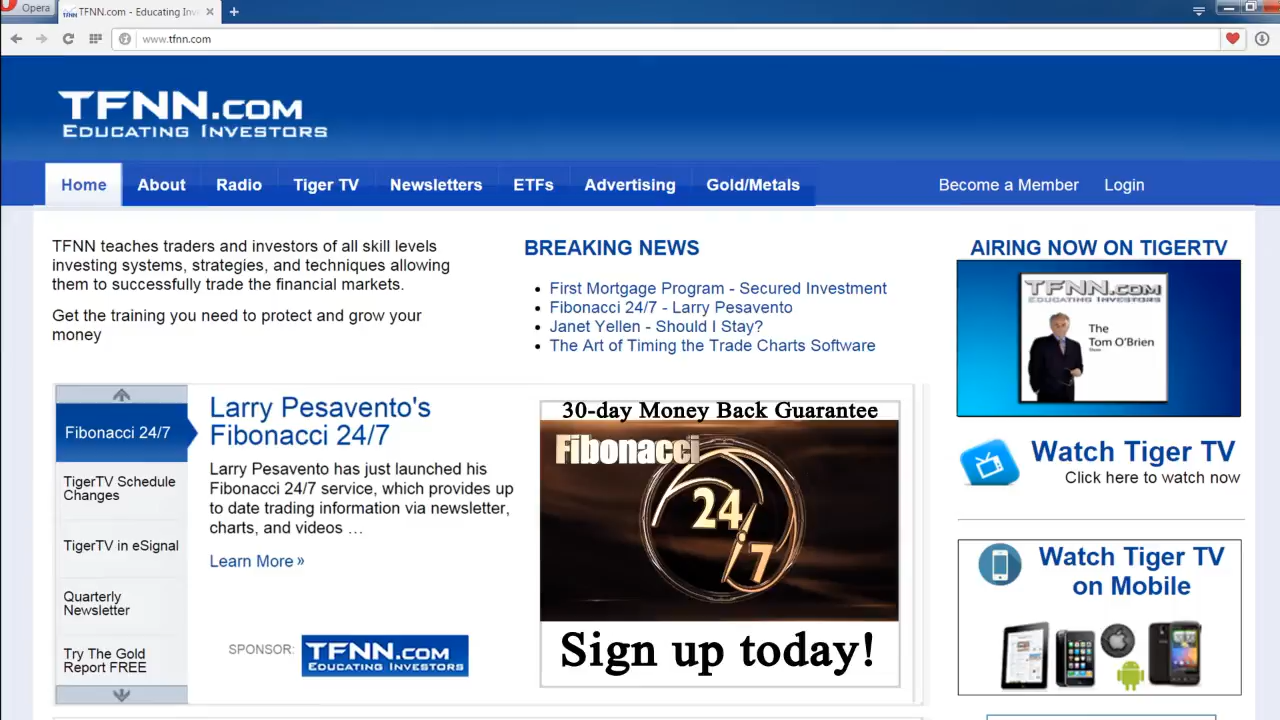 Opera
TFNN.com - Educating Inv
www.tfnn.com
TFNN.COM
EDUCATING INVESTORS
Home
About
Radio
Tiger TV
Newsletters
ETFs
Advertising
Gold/Metals
Become a Member
Login
TFNN teaches traders and investors of all skill levels
investing systems, strategies, and techniques allowing
them to successfully trade the financial markets.
Get the training you need to protect and grow your
money
BREAKING NEWS
First Mortgage Program - Secured Investment
Fibonacci 24/7 - Larry Pesavento
Janet Yellen - Should I Stay?
The Art of Timing the Trade Charts Software
AIRING NOW ON TIGERTV
TFNN.COM
EDUCATING INVESTORS
The
Tom O'Brien
Show
Watch Tiger TV
Click here to watch now
Watch Tiger TV
on Mobile
Fibonacci 24/7
TigerTV Schedule
Changes
TigerTV in eSignal
Quarterly
Newsletter
Try The Gold
Report FREE
Larry Pesavento's
Fibonacci 24/7
Larry Pesavento has just launched his
Fibonacci 24/7 service, which provides up
to date trading information via newsletter,
charts, and videos …
Learn More »
SPONSOR:
TFNN.COM
EDUCATING INVESTORS
30-day Money Back Guarantee
Fibonacci
24/7
Sign up today!